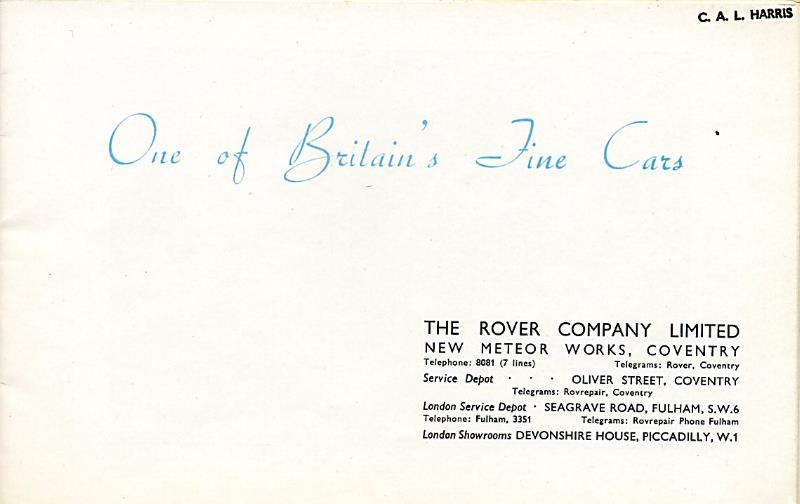 C. A. L. HARRIS
One of Britain's Fine Cars
THE ROVER COMPANY LIMITED
NEW METEOR WORKS, COVENTRY
Telephone: 8081 (7 lines) Telegrams: Rover, Coventry
Service Depot · · · OLIVER STREET, COVENTRY
Telegrams: Rovrepair, Coventry
London Service Depot · SEAGRAVE ROAD, FULHAM, S.W.6
Telephone: Fulham, 3351 Telegrams: Rovrepair Phone Fulham
London Showrooms DEVONSHIRE HOUSE, PICCADILLY, W.1